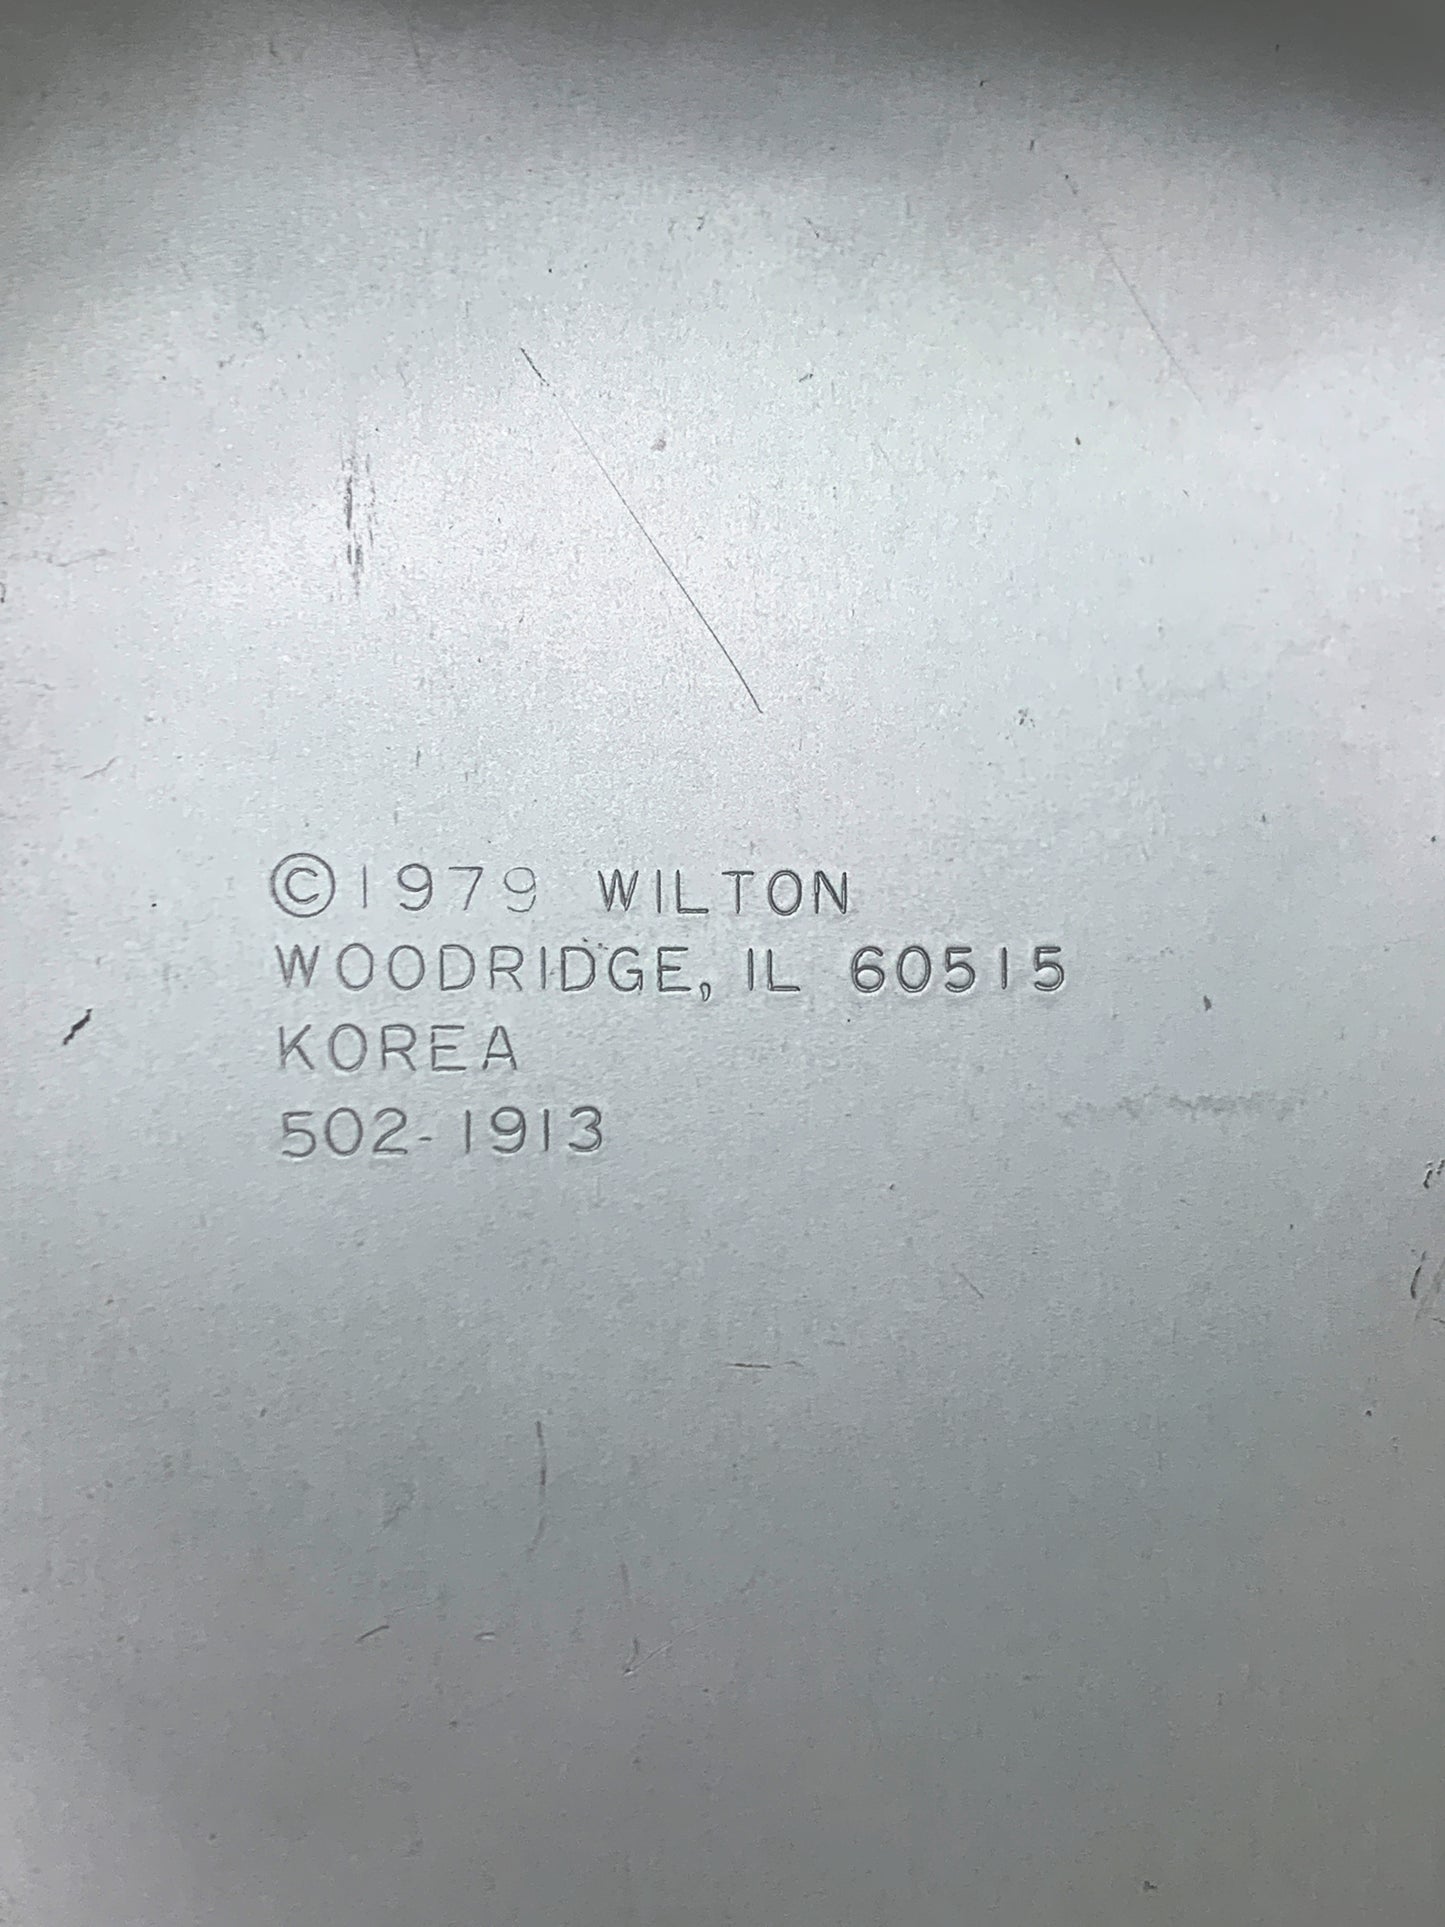 ©1979 WILTON
WOODRIDGE, IL 60515
KOREA
502-1913